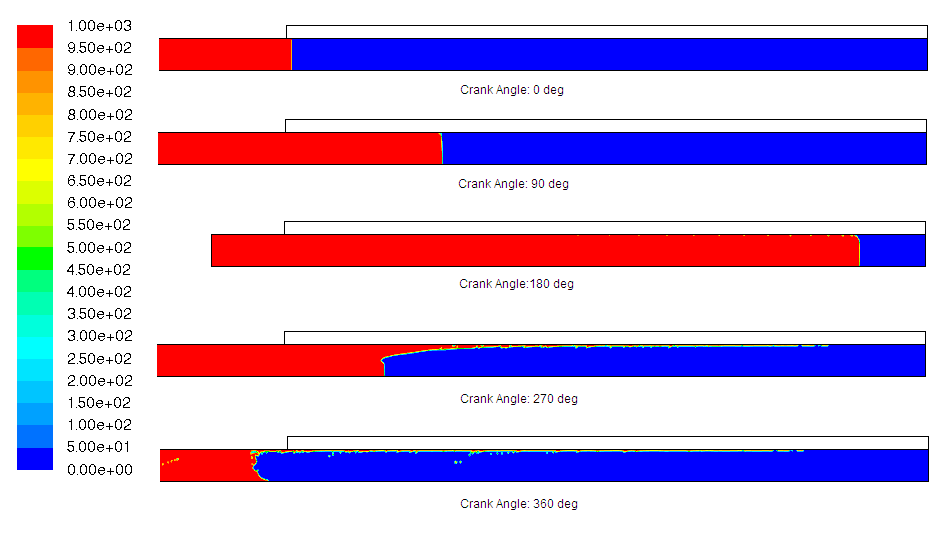 1.00e+03
9.50e+02
9.00e+02
8.50e+02
8.00e+02
7.50e+02
7.00e+02
6.50e+02
6.00e+02
5.50e+02
5.00e+02
4.50e+02
4.00e+02
3.50e+02
3.00e+02
2.50e+02
2.00e+02
1.50e+02
1.00e+02
5.00e+01
0.00e+00
Crank Angle: 0 deg
Crank Angle: 90 deg
Crank Angle:180 deg
Crank Angle: 270 deg
Crank Angle: 360 deg